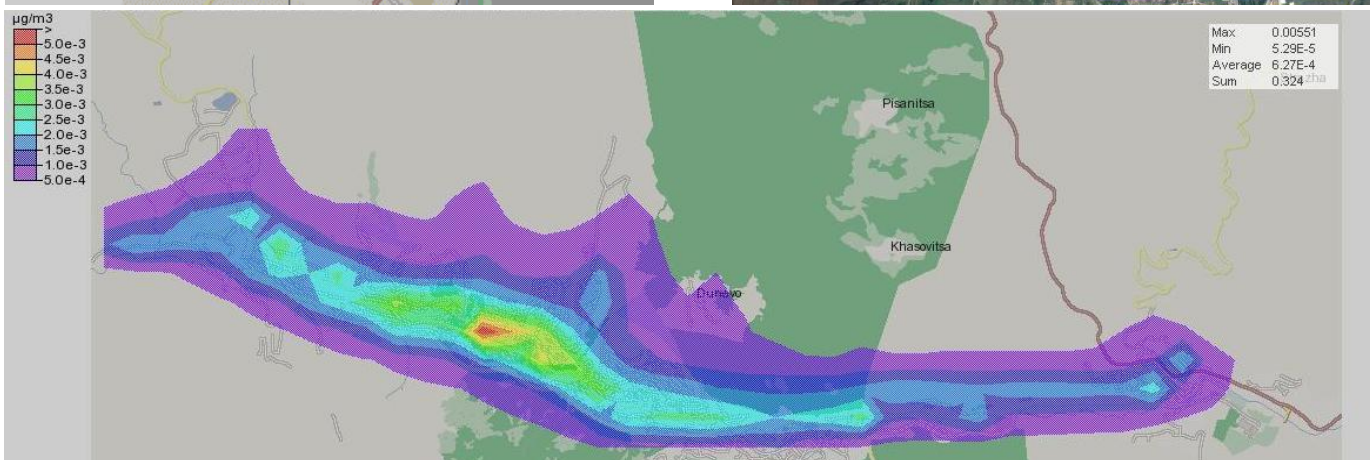 µg/m3
>
5.0e-3
4.5e-3
4.0e-3
3.5e-3
3.0e-3
2.5e-3
2.0e-3
1.5e-3
1.0e-3
5.0e-4
Max 0.00551
Min 5.29E-5
Average 6.27E-4
Sum 0.324
Pisanitsa
Khasovitsa
Dunevo